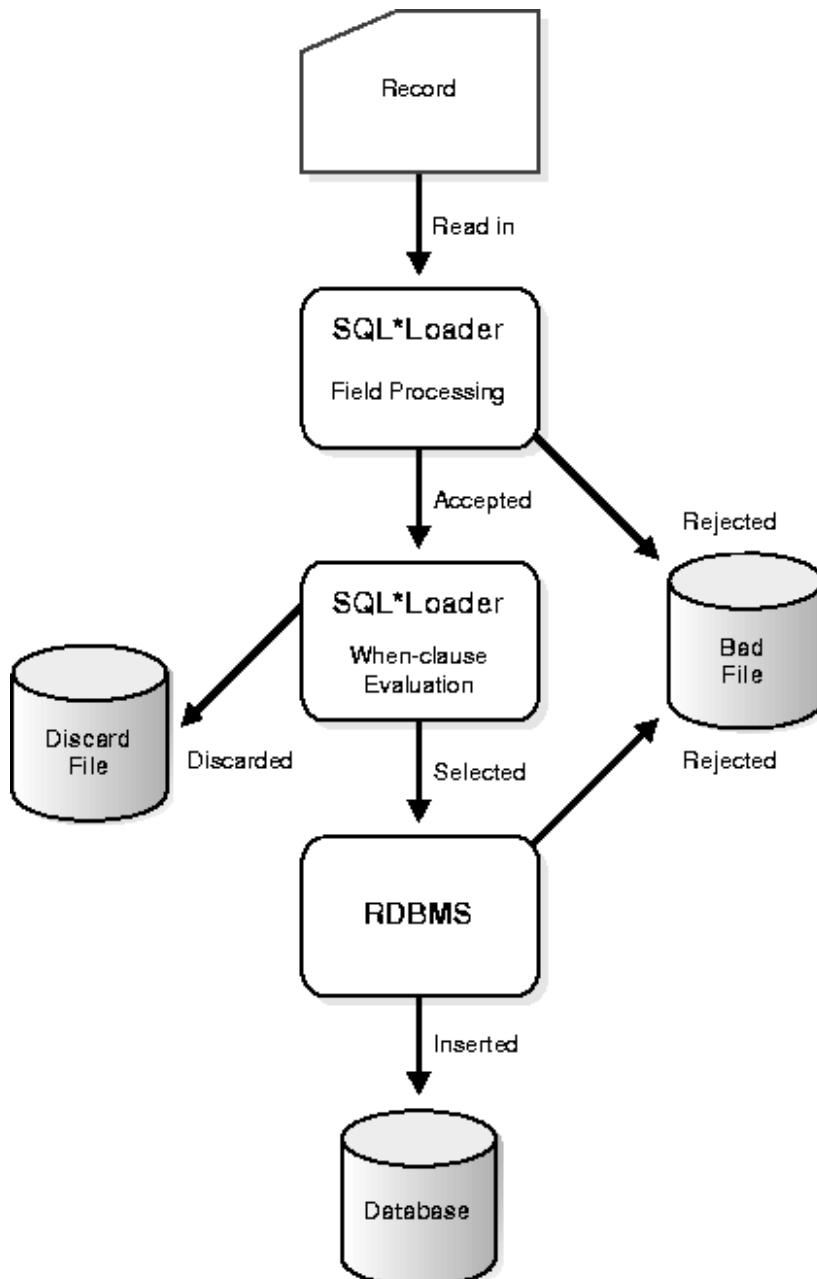 Record
Read in
SQL*Loader
Field Processing
Accepted
Rejected
SQL*Loader
When-clause
Evaluation
Bad
File
Discard
File
Discarded
Selected
Rejected
RDBMS
Inserted
Database